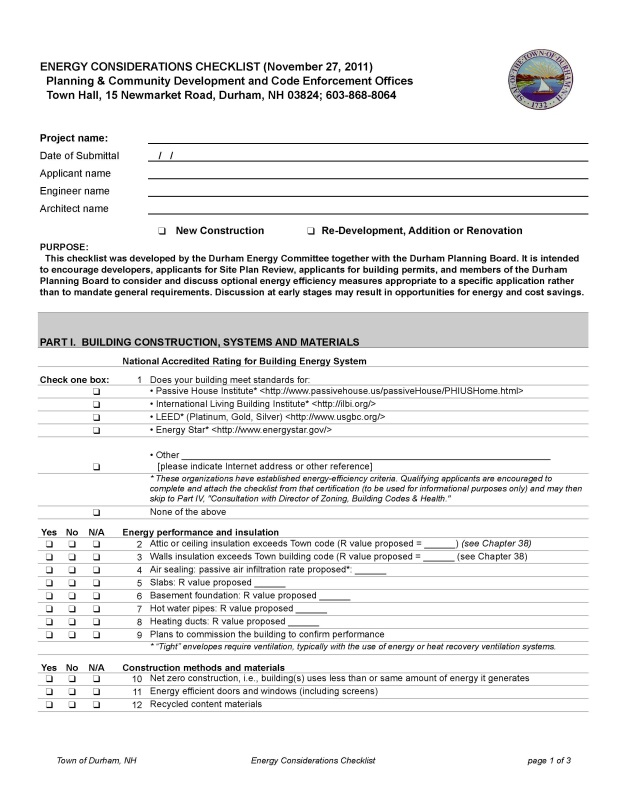 ENERGY CONSIDERATIONS CHECKLIST (November 27, 2011)
Planning & Community Development and Code Enforcement Offices
Town Hall, 15 Newmarket Road, Durham, NH 03824; 603-868-8064
SEAL OF THE TOWN OF DURHAM N.H.
1732
Project name:
Date of Submittal / /
Applicant name
Engineer name
Architect name
❑ New Construction ❑ Re-Development, Addition or Renovation
PURPOSE:
This checklist was developed by the Durham Energy Committee together with the Durham Planning Board. It is intended
to encourage developers, applicants for Site Plan Review, applicants for building permits, and members of the Durham
Planning Board to consider and discuss optional energy efficiency measures appropriate to a specific application rather
than to mandate general requirements. Discussion at early stages may result in opportunities for energy and cost savings.
PART I. BUILDING CONSTRUCTION, SYSTEMS AND MATERIALS
National Accredited Rating for Building Energy System
Check one box: 1 Does your building meet standards for:
❑ • Passive House Institute* <http://www.passivehouse.us/passiveHouse/PHIUSHome.html>
❑ • International Living Building Institute* <http://ilbi.org/>
❑ • LEED* (Platinum, Gold, Silver) <http://www.usgbc.org/>
❑ • Energy Star* <http://www.energystar.gov/>
• Other ______
❑ [please indicate Internet address or other reference]
* These organizations have established energy-efficiency criteria. Qualifying applicants are encouraged to
complete and attach the checklist from that certification (to be used for informational purposes only) and may then
skip to Part IV, "Consultation with Director of Zoning, Building Codes & Health."
❑ None of the above
Yes No N/A Energy performance and insulation
❑ ❑ ❑ 2 Attic or ceiling insulation exceeds Town code (R value proposed = ______) (see Chapter 38)
❑ ❑ ❑ 3 Walls insulation exceeds Town building code (R value proposed = ______ (see Chapter 38)
❑ ❑ ❑ 4 Air sealing: passive air infiltration rate proposed*: ______
❑ ❑ ❑ 5 Slabs: R value proposed ______
❑ ❑ ❑ 6 Basement foundation: R value proposed ______
❑ ❑ ❑ 7 Hot water pipes: R value proposed ______
❑ ❑ ❑ 8 Heating ducts: R value proposed ______
❑ ❑ ❑ 9 Plans to commission the building to confirm performance
* "Tight" envelopes require ventilation, typically with the use of energy or heat recovery ventilation systems.
Yes No N/A Construction methods and materials
❑ ❑ ❑ 10 Net zero construction, i.e., building(s) uses less than or same amount of energy it generates
❑ ❑ ❑ 11 Energy efficient doors and windows (including screens)
❑ ❑ ❑ 12 Recycled content materials
Town of Durham, NH Energy Considerations Checklist page 1 of 3